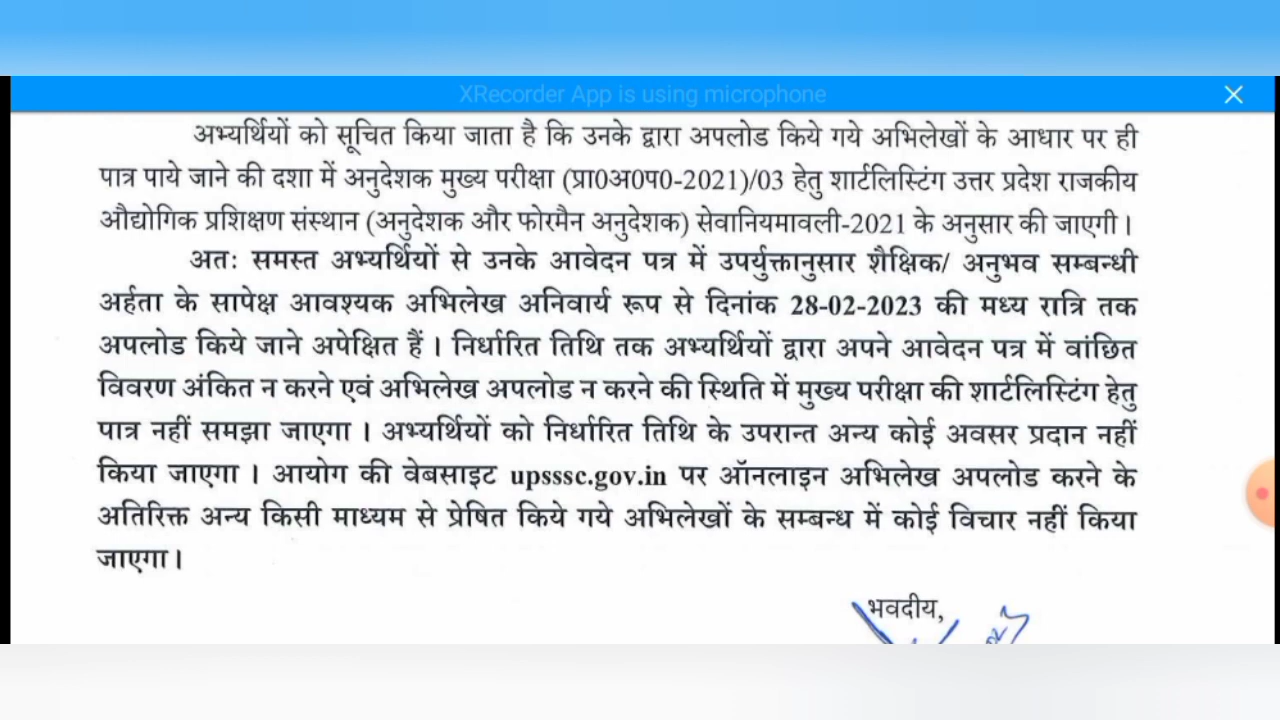 XRecorder App is using microphone
अभ्यर्थियों को सूचित किया जाता है कि उनके द्वारा अपलोड किये गये अभिलेखों के आधार पर ही
पात्र पाये जाने की दशा में अनुदेशक मुख्य परीक्षा (प्रा0अ0प0-2021)/03 हेतु शार्टलिस्टिंग उत्तर प्रदेश राजकीय
औद्योगिक प्रशिक्षण संस्थान (अनुदेशक और फोरमैन अनुदेशक) सेवानियमावली-2021 के अनुसार की जाएगी।
अतः समस्त अभ्यर्थियों से उनके आवेदन पत्र में उपर्युक्तानुसार शैक्षिक/ अनुभव सम्बन्धी
अर्हता के सापेक्ष आवश्यक अभिलेख अनिवार्य रूप से दिनांक 28-02-2023 की मध्य रात्रि तक
अपलोड किये जाने अपेक्षित हैं। निर्धारित तिथि तक अभ्यर्थियों द्वारा अपने आवेदन पत्र में वांछित
विवरण अंकित न करने एवं अभिलेख अपलोड न करने की स्थिति में मुख्य परीक्षा की शार्टलिस्टिंग हेतु
पात्र नहीं समझा जाएगा। अभ्यर्थियों को निर्धारित तिथि के उपरान्त अन्य कोई अवसर प्रदान नहीं
किया जाएगा। आयोग की वेबसाइट upsssc.gov.in पर ऑनलाइन अभिलेख अपलोड करने के
अतिरिक्त अन्य किसी माध्यम से प्रेषित किये गये अभिलेखों के सम्बन्ध में कोई विचार नहीं किया
जाएगा।
भवदीय,